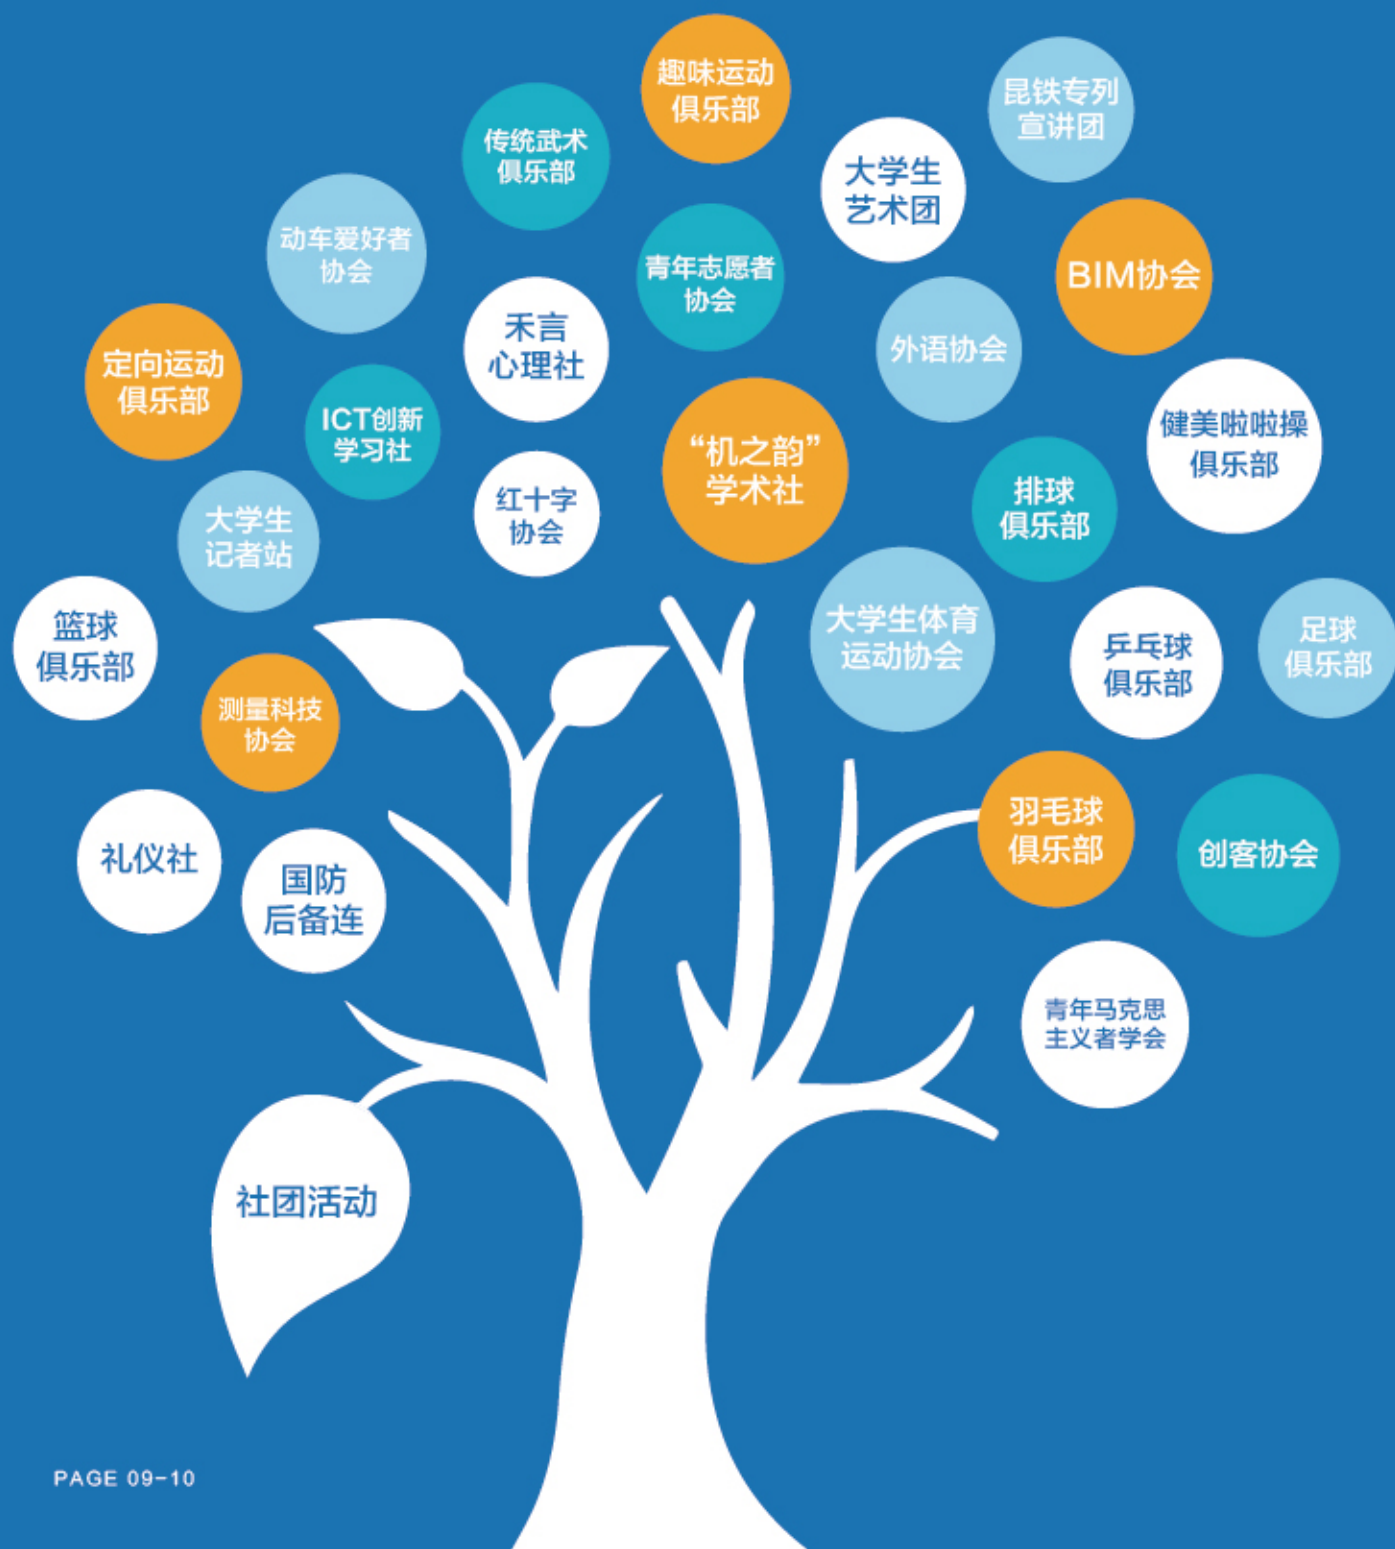 趣味运动
俱乐部
昆铁专列
宣讲团
传统武术
俱乐部
大学生
艺术团
动车爱好者
协会
青年志愿者
协会
BIM协会
禾言
心理社
外语协会
定向运动
俱乐部
ICT创新
学习社
“机之韵”
学术社
健美啦啦操
俱乐部
红十字
协会
排球
俱乐部
大学生
记者站
篮球
俱乐部
大学生体育
运动协会
乒乓球
俱乐部
足球
俱乐部
测量科技
协会
羽毛球
俱乐部
创客协会
礼仪社
国防
后备连
青年马克思
主义者学会
社团活动
PAGE 09-10